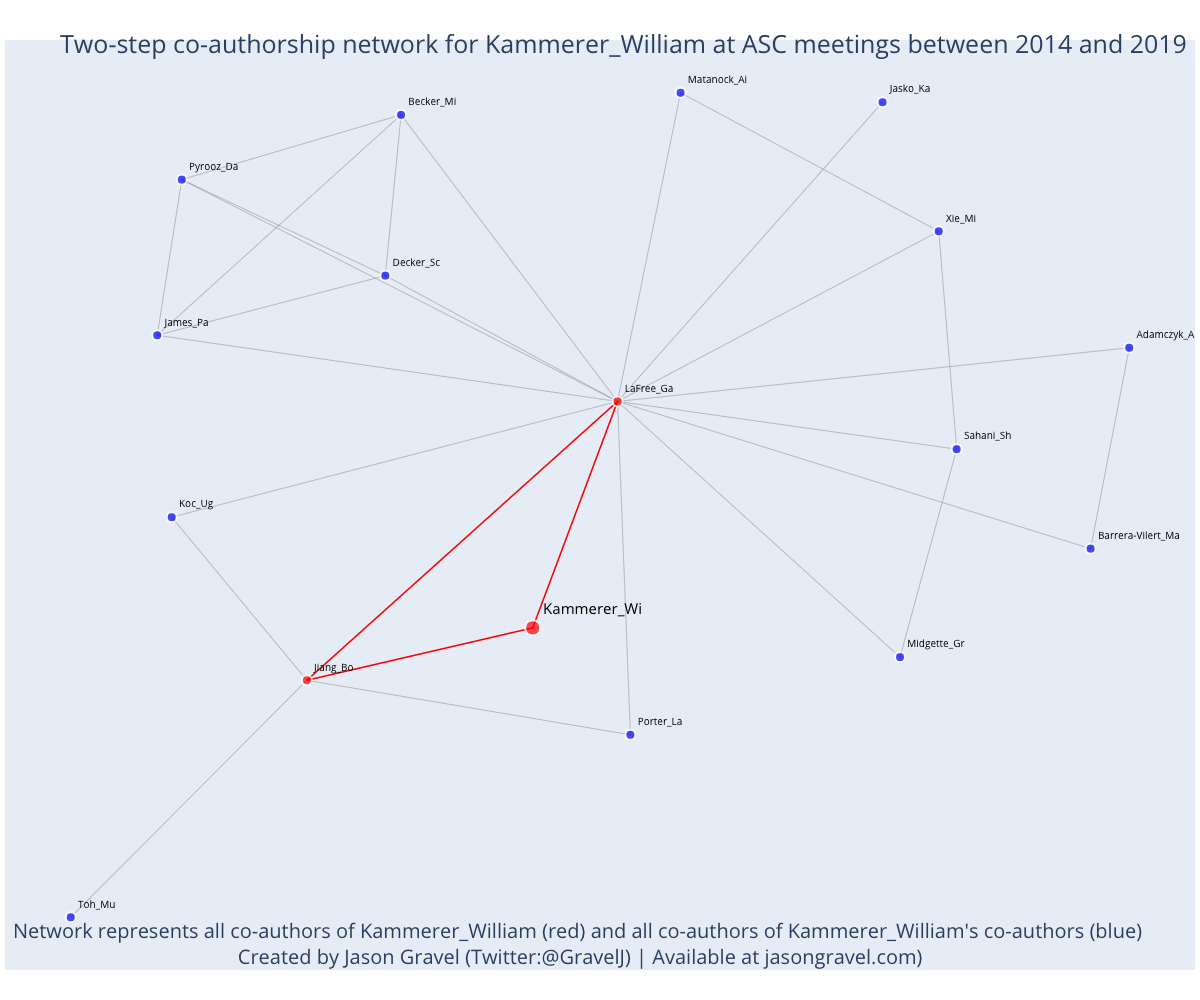 Two-step co-authorship network for Kammerer_William at ASC meetings between 2014 and 2019
Matanock_Ai
Jasko_Ka
Becker_Mi
Pyrooz_Da
Xie_Mi
Decker_Sc
James_Pa
Adamczyk_A
LaFree_Ga
Sahani_Sh
Koc_Ug
Barrera-Vilert_Ma
Kammerer_Wi
Midgette_Gr
Jiang_Bo
Porter_La
Toh_Mu
Network represents all co-authors of Kammerer_William (red) and all co-authors of Kammerer_William's co-authors (blue)
Created by Jason Gravel (Twitter:@GravelJ) | Available at jasongravel.com)